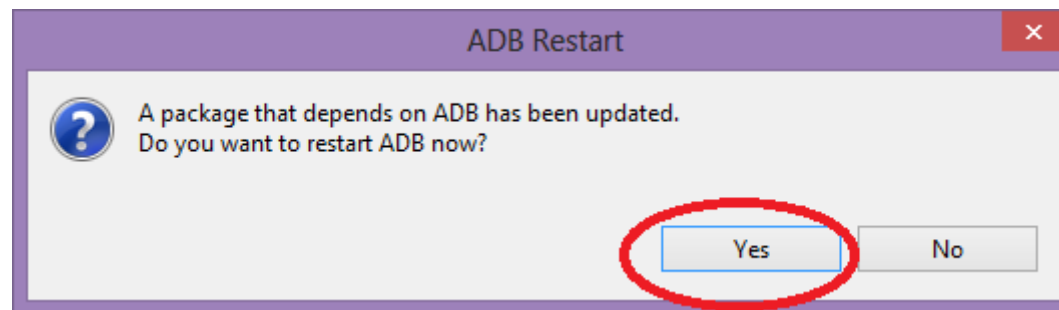 ADB Restart
A package that depends on ADB has been updated.
Do you want to restart ADB now?
Yes
No